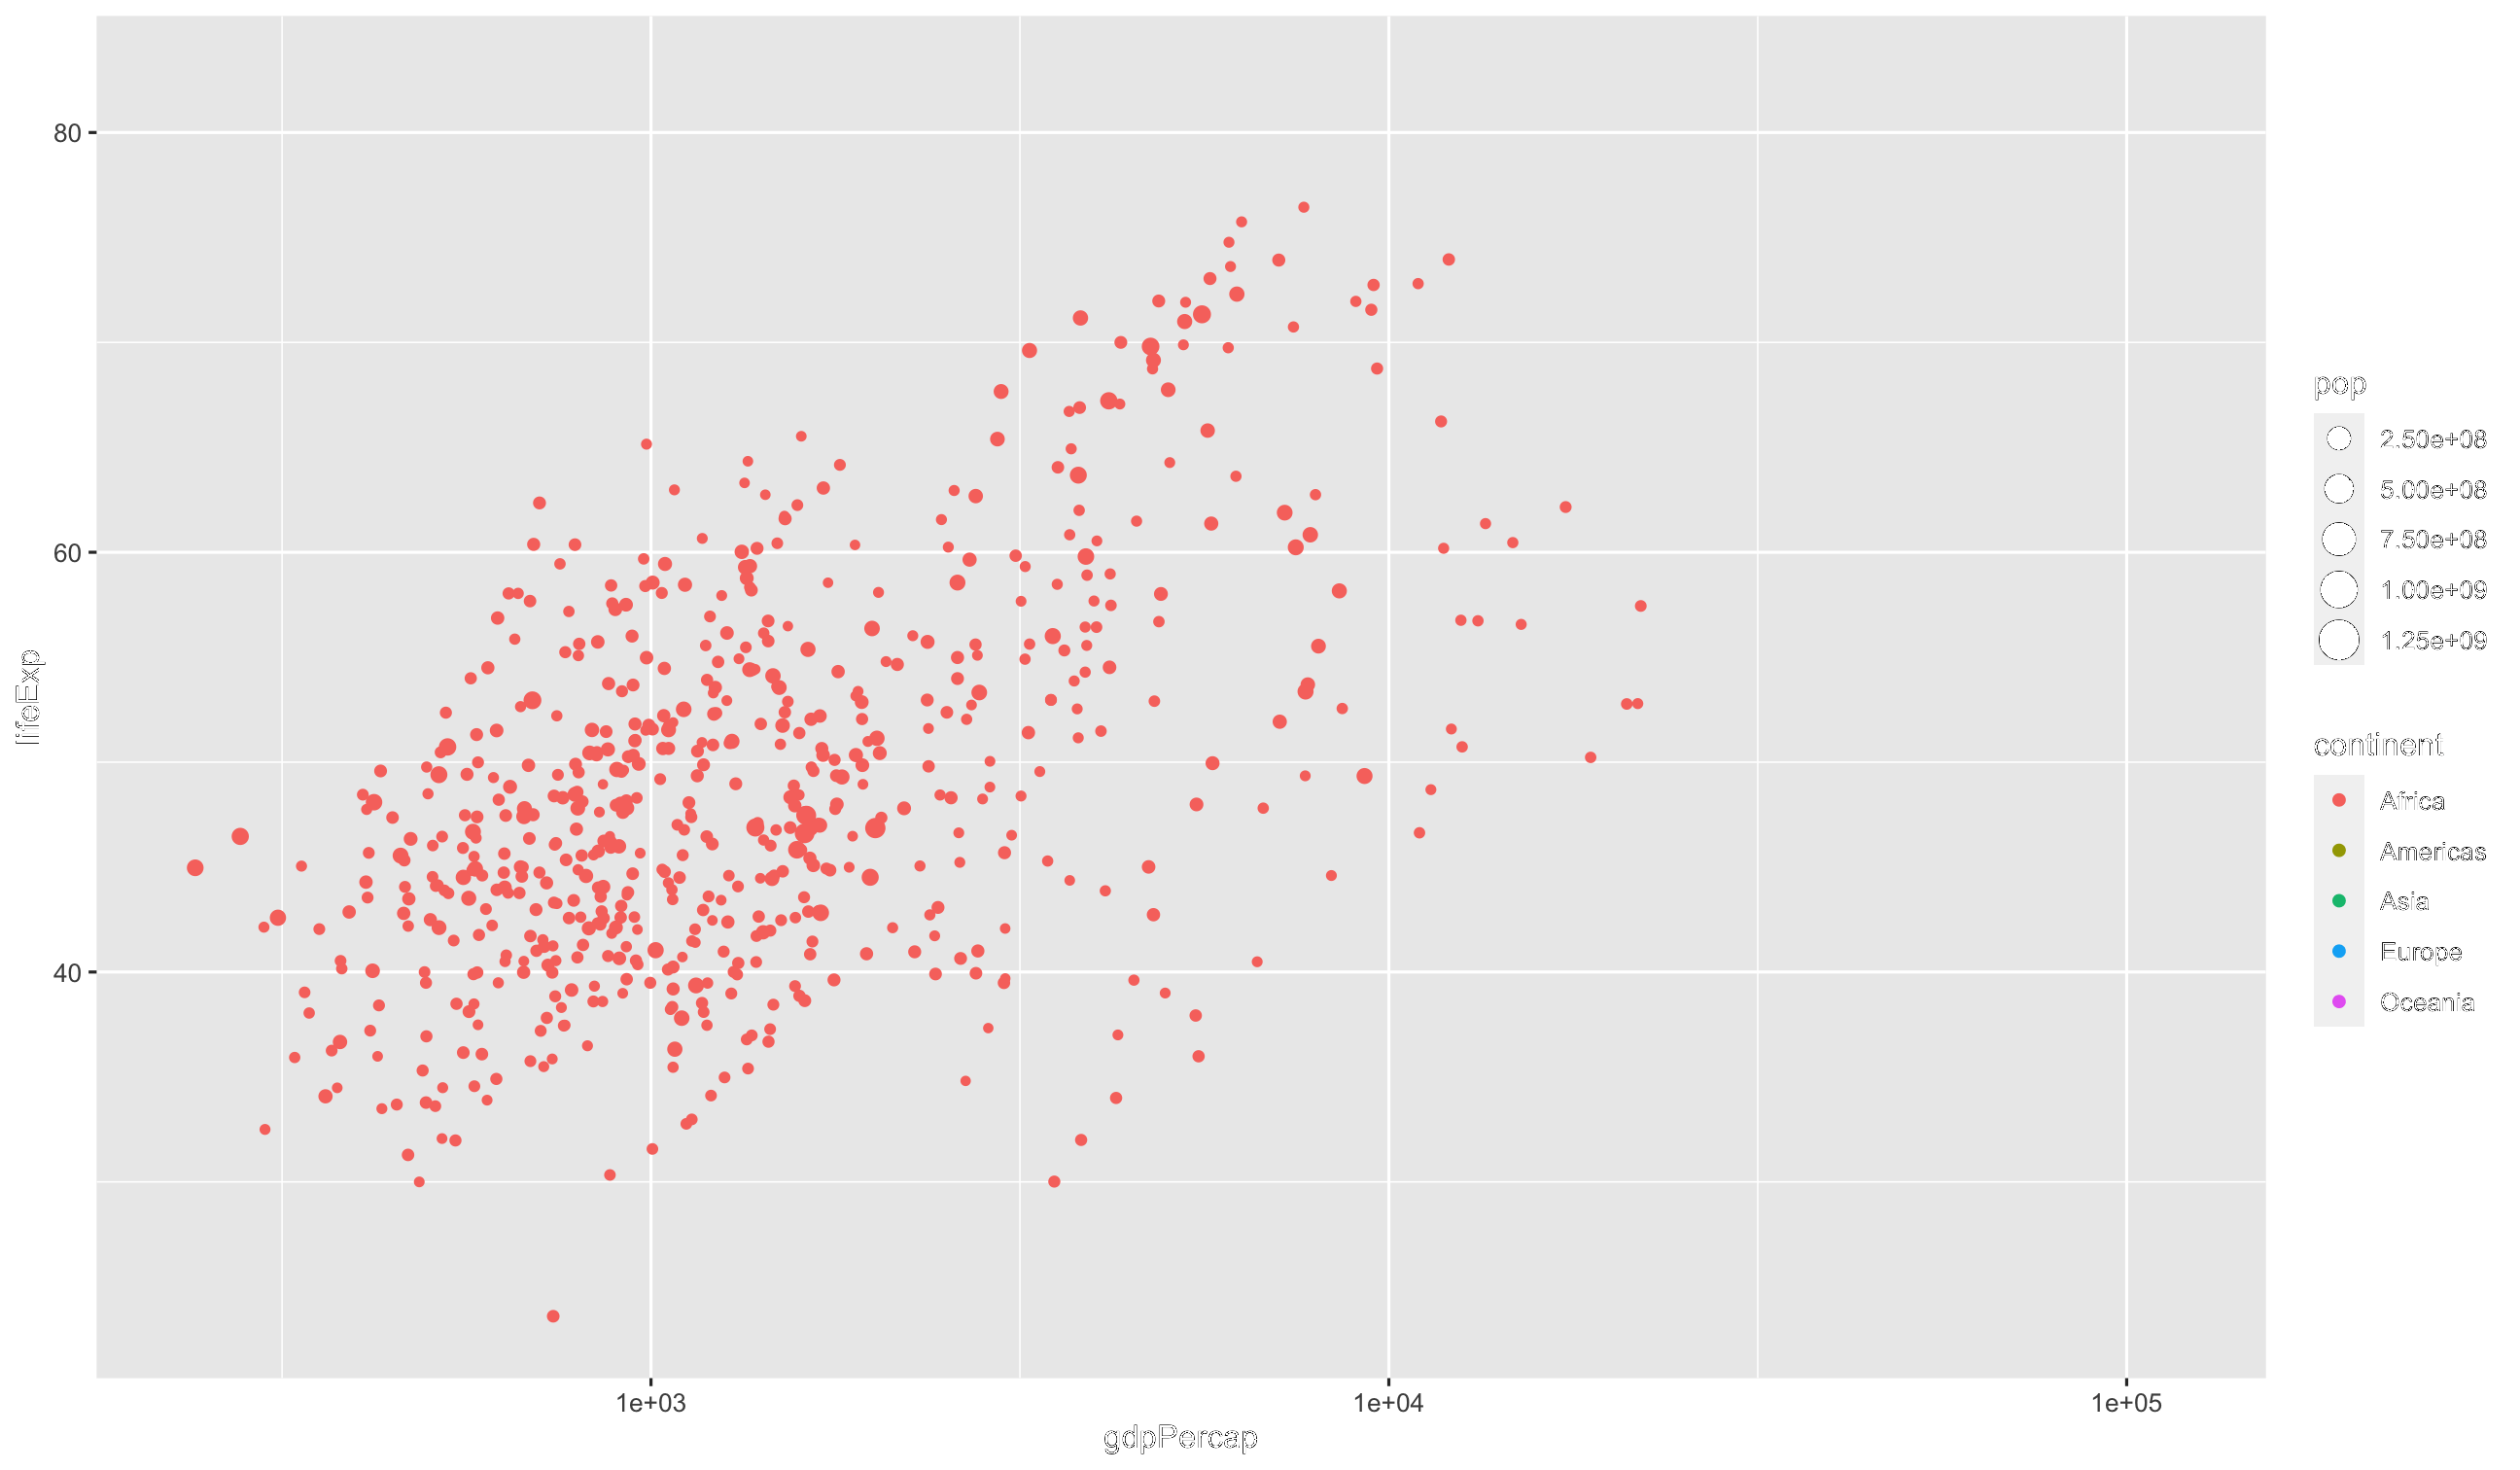 80
60
40
lifeExp
1e+03
1e+04
1e+05
gdpPercap
pop
2.50e+08
5.00e+08
7.50e+08
1.00e+09
1.25e+09
continent
Africa
Americas
Asia
Europe
Oceania